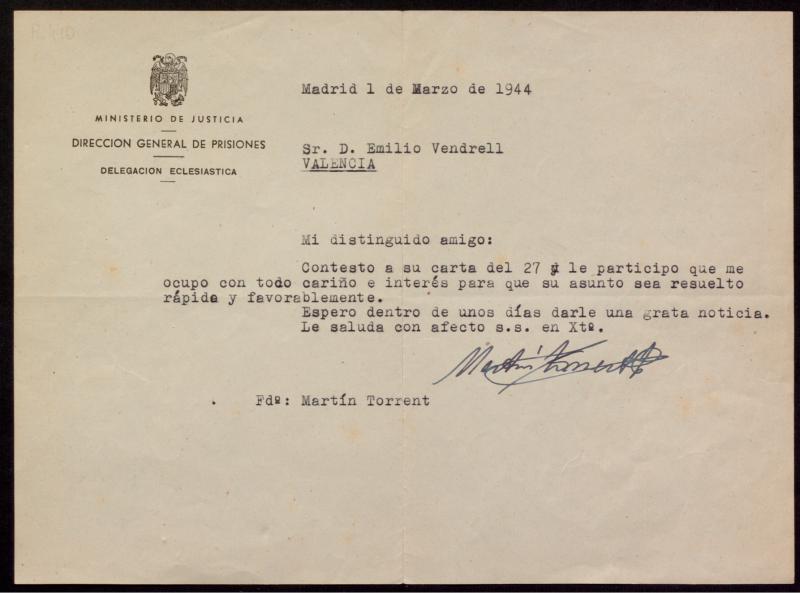 MINISTERIO DE JUSTICIA
DIRECCION GENERAL DE PRISIONES
DELEGACION ECLESIASTICA
Madrid 1 de Marzo de 1944
Sr. D. Emilio Vendrell
VALENCIA
Mi distinguido amigo:
Contesto a su carta del 27 y le participo que me
ocupo con todo cariño e interés para que su asunto sea resuelto
rápida y favorablemente.
Espero dentro de unos días darle una grata noticia.
Le saluda con afecto s.s. en Xtº.
Martín Torrent
Fdº: Martín Torrent